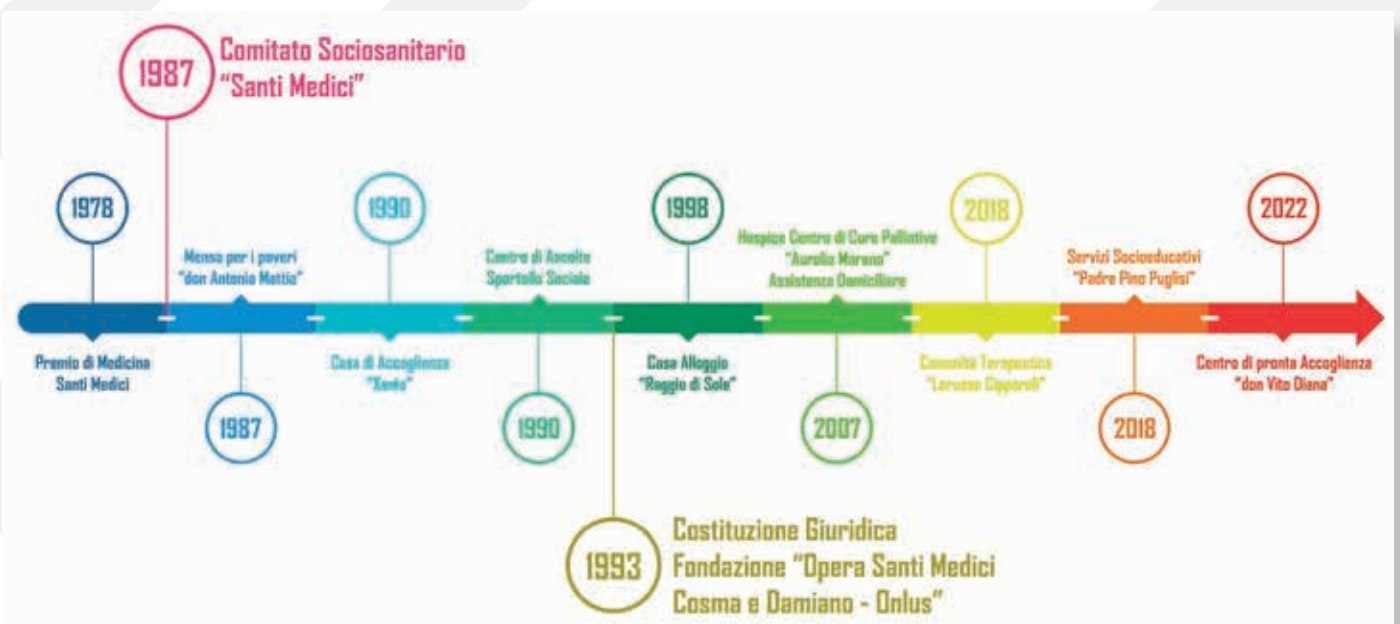 1987
Comitato Sociosanitario
"Santi Medici"
1978
Premio di Medicina
Santi Medici
Mensa per i poveri
"don Antonio Mattia"
1987
1990
Casa di Accoglienza
"Xenia"
Centro di Ascolto
Sportello Sociale
1990
1993
Costituzione Giuridica
Fondazione "Opera Santi Medici
Cosma e Damiano - Onlus"
1998
Casa Alloggio
"Raggio di Sole"
Hospice Centro di Cure Palliative
"Aurelio Marena"
Assistenza Domiciliare
2007
2018
Comunità Terapeutica
"Lorusso Cipparoli"
Servizi Socioeducativi
"Padre Pino Puglisi"
2018
2022
Centro di pronta Accoglienza
"don Vito Diana"